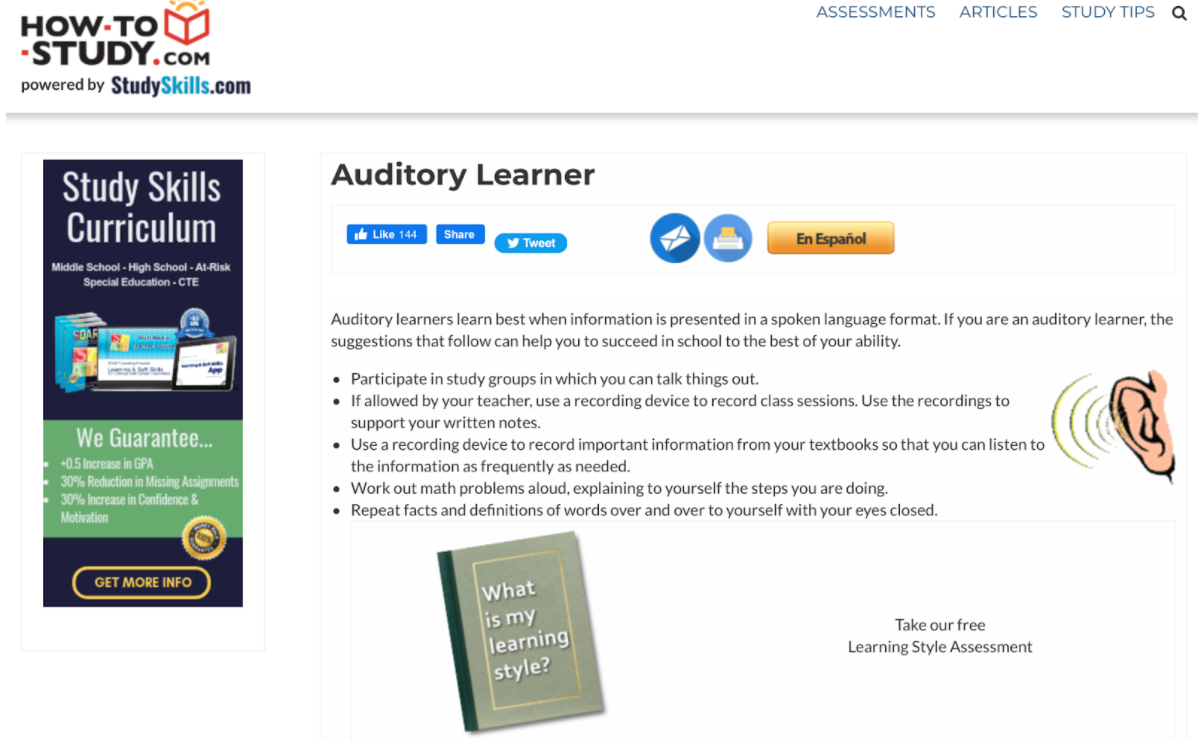 HOW-TO
-STUDY.COM
powered by StudySkills.com
ASSESSMENTS ARTICLES STUDY TIPS
Study Skills
Curriculum
Middle School - High School - At-Risk
Special Education - CTE
SOAR
App
We Guarantee...
+0.5 Increase in GPA
30% Reduction in Missing Assignments
30% Increase in Confidence &
Motivation
100%
GET MORE INFO
Auditory Learner
Like 144
Share
Tweet
En Español
Auditory learners learn best when information is presented in a spoken language format. If you are an auditory learner, the
suggestions that follow can help you to succeed in school to the best of your ability.
• Participate in study groups in which you can talk things out.
• If allowed by your teacher, use a recording device to record class sessions. Use the recordings to
support your written notes.
• Use a recording device to record important information from your textbooks so that you can listen to
the information as frequently as needed.
• Work out math problems aloud, explaining to yourself the steps you are doing.
• Repeat facts and definitions of words over and over to yourself with your eyes closed.
What
is my
learning
style?
Take our free
Learning Style Assessment